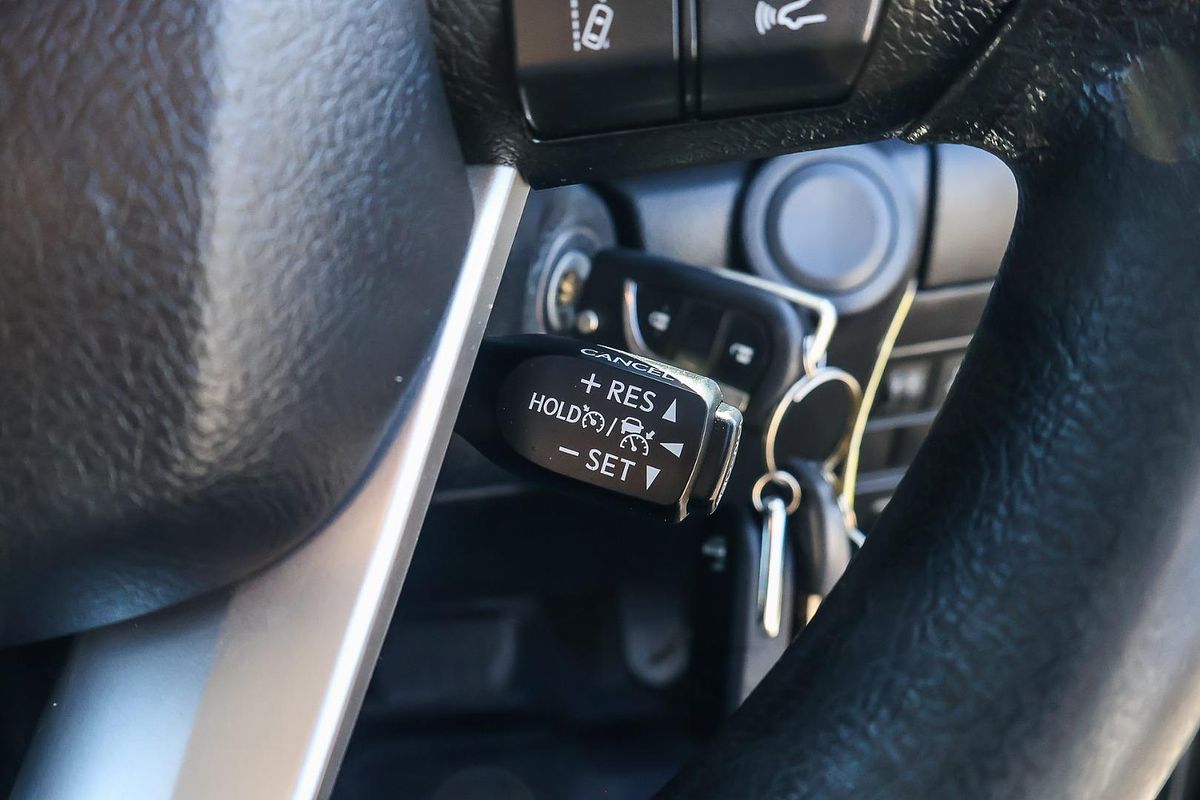 CANCEL
+ RES
HOLD /
− SET